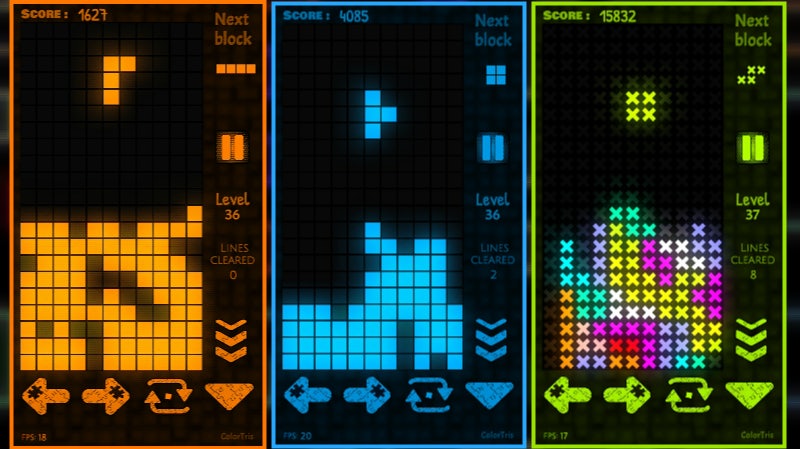 Score : 1627
Next
block
Level
36
LINES
CLEARED
0
FPS: 18
ColorTris
Score : 4085
Next
block
Level
36
LINES
CLEARED
2
FPS: 20
ColorTris
Score : 15832
Next
block
Level
37
LINES
CLEARED
8
FPS: 17
ColorTris